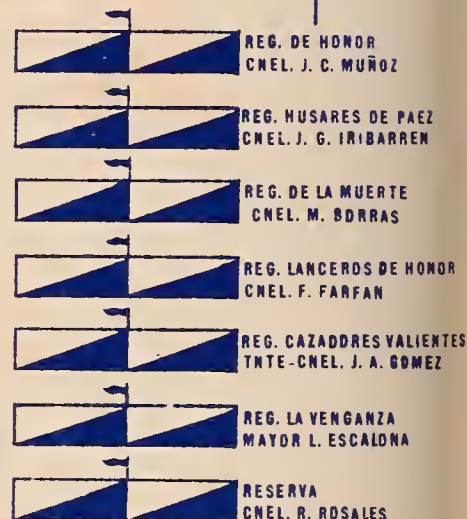 REG. DE HONOR
CNEL. J. C. MUÑOZ
REG. HUSARES DE PAEZ
CNEL. J. G. IRIBARREN
REG. DE LA MUERTE
CNEL. M. BORRAS
REG. LANCEROS DE HONOR
CNEL. F. FARFAN
REG. CAZADORES VALIENTES
TNTE-CNEL. J. A. GOMEZ
REG. LA VENGANZA
MAYOR L. ESCALONA
RESERVA
CNEL. R. ROSALES